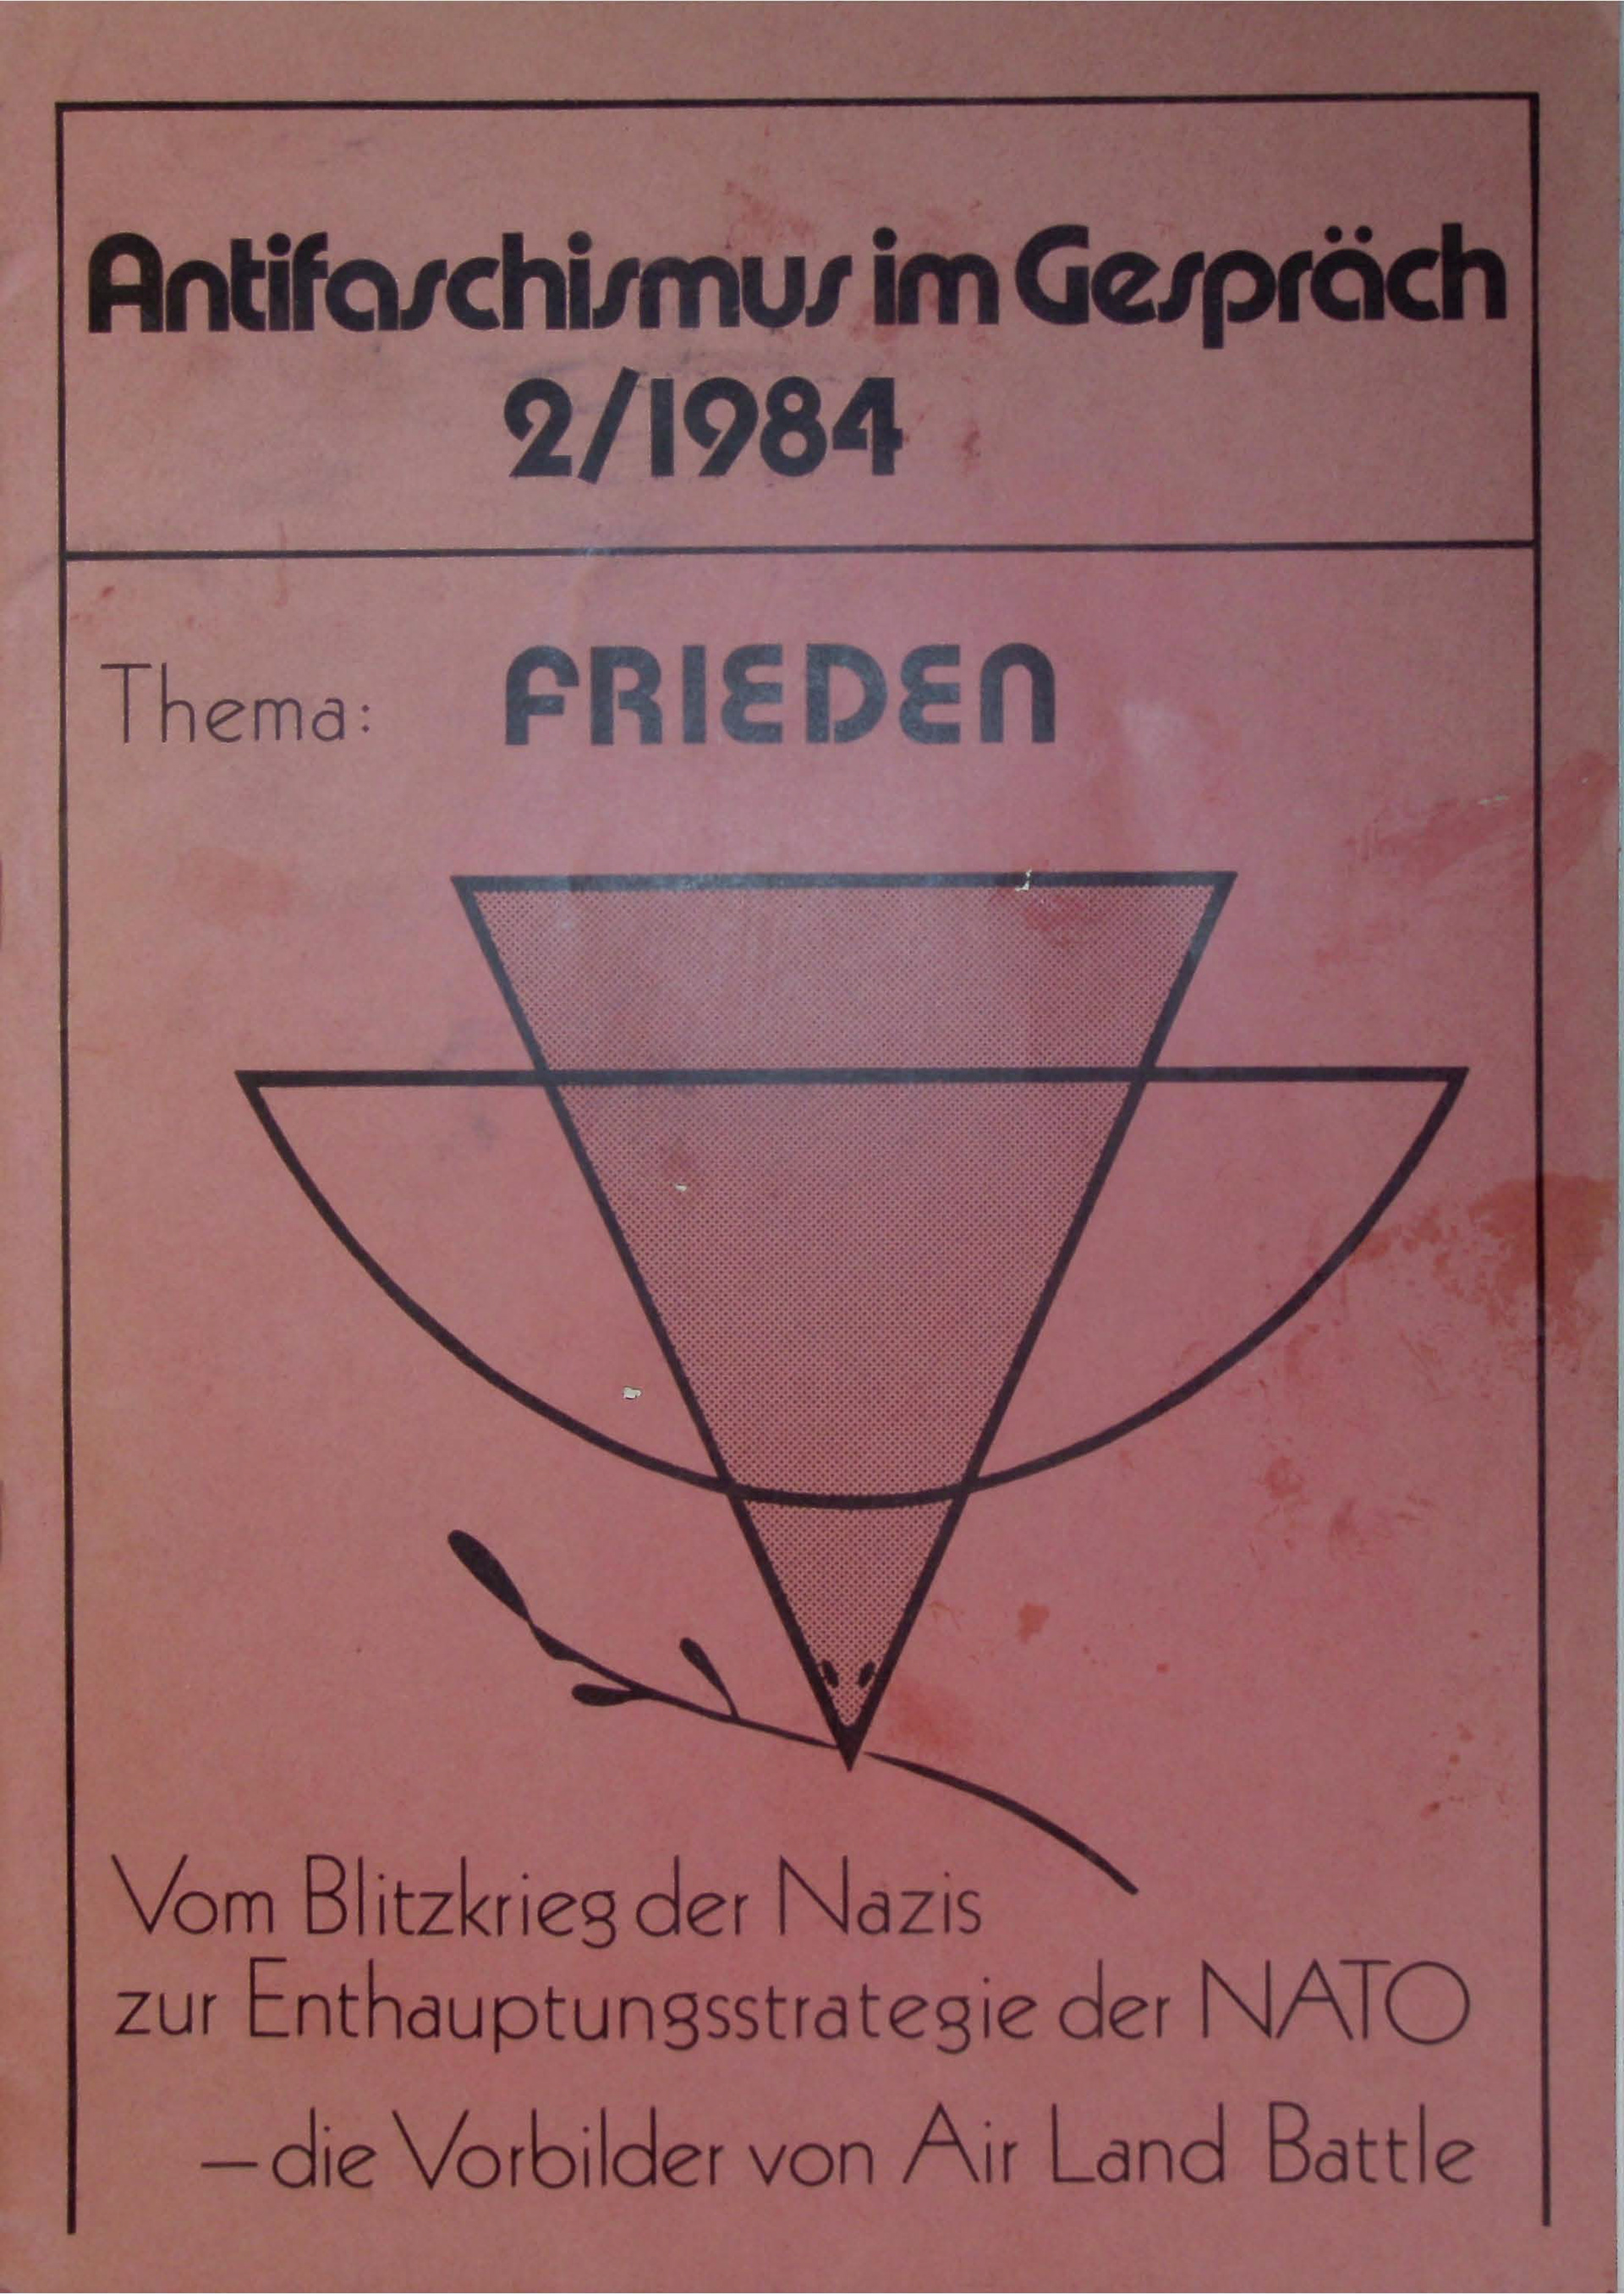 Antifaschismus im Gespräch
2/1984
Thema: FRIEDEN
Vom Blitzkrieg der Nazis
zur Enthauptungsstrategie der NATO
– die Vorbilder von Air Land Battle